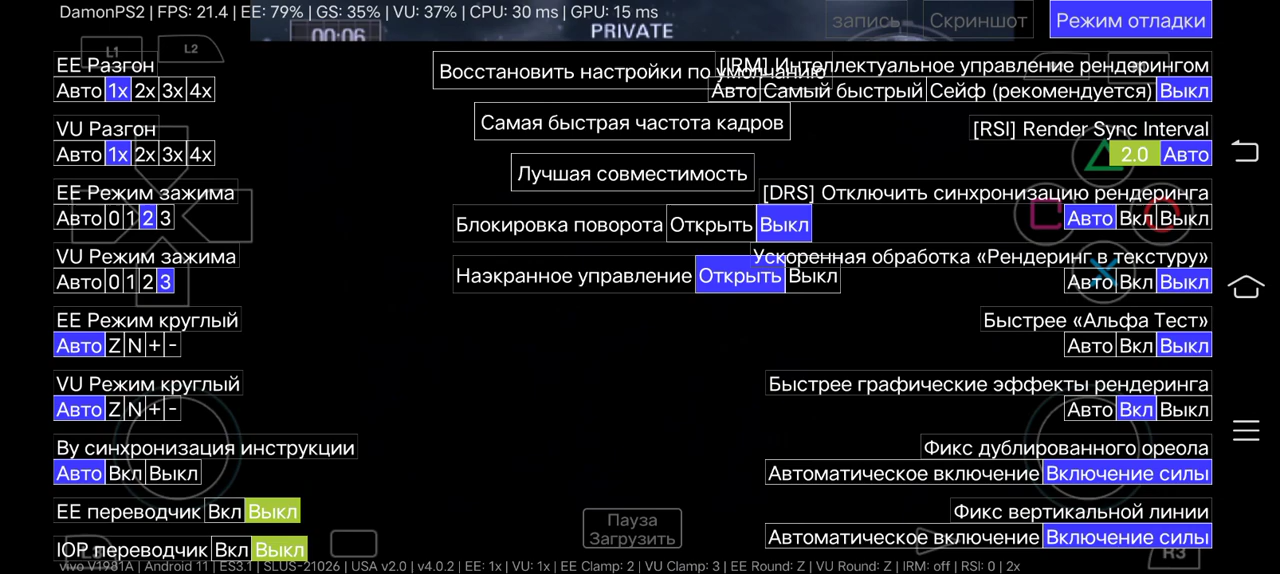 DamonPS2 | FPS: 21.4 | EE: 79% | GS: 35% | VU: 37% | CPU: 30 ms | GPU: 15 ms
запись Скриншот Режим отладки
00:06
PRIVATE
L1 L2
EE Разгон
Авто 1x 2x 3x 4x
VU Разгон
Авто 1x 2x 3x 4x
EE Режим зажима
Авто 0 1 2 3
VU Режим зажима
Авто 0 1 2 3
EE Режим круглый
Авто Z N + -
VU Режим круглый
Авто Z N + -
Ву синхронизация инструкции
Авто Вкл Выкл
EE переводчик Вкл Выкл
IOP переводчик Вкл Выкл
Восстановить настройки по умолчанию
Самая быстрая частота кадров
Лучшая совместимость
Блокировка поворота Открыть Выкл
Наэкранное управление Открыть Выкл
Пауза
Загрузить
[IRM] Интеллектуальное управление рендерингом
Авто Самый быстрый Сейф (рекомендуется) Выкл
[RSI] Render Sync Interval
2.0 Авто
[DRS] Отключить синхронизацию рендеринга
Авто Вкл Выкл
Ускоренная обработка «Рендеринг в текстуру»
Авто Вкл Выкл
Быстрее «Альфа Тест»
Авто Вкл Выкл
Быстрее графические эффекты рендеринга
Авто Вкл Выкл
Фикс дублированного ореола
Автоматическое включение Включение силы
Фикс вертикальной линии
Автоматическое включение Включение силы
R3
vivo V1981A | Android 11 | ES3.1 | SLUS-21026 | USA v2.0 | v4.0.2 | EE: 1x | VU: 1x | EE Clamp: 2 | VU Clamp: 3 | EE Round: Z | VU Round: Z | IRM: off | RSI: 0 | 2x